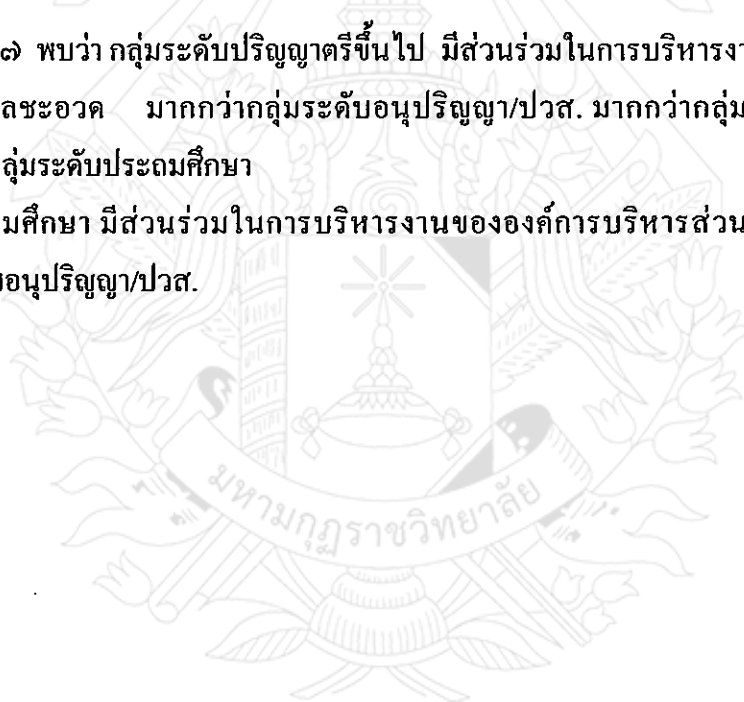 ๗ พบว่า กลุ่มระดับปริญญาตรีขึ้นไป มีส่วนร่วมในการบริหารงา
ลชะอวด มากกว่ากลุ่มระดับอนุปริญญา/ปวส. มากกว่ากลุ่ม
ลุ่มระดับประถมศึกษา
มศึกษา มีส่วนร่วมในการบริหารงานขององค์การบริหารส่วน
อนุปริญญา/ปวส.
มหามกุฏราชวิทยาลัย